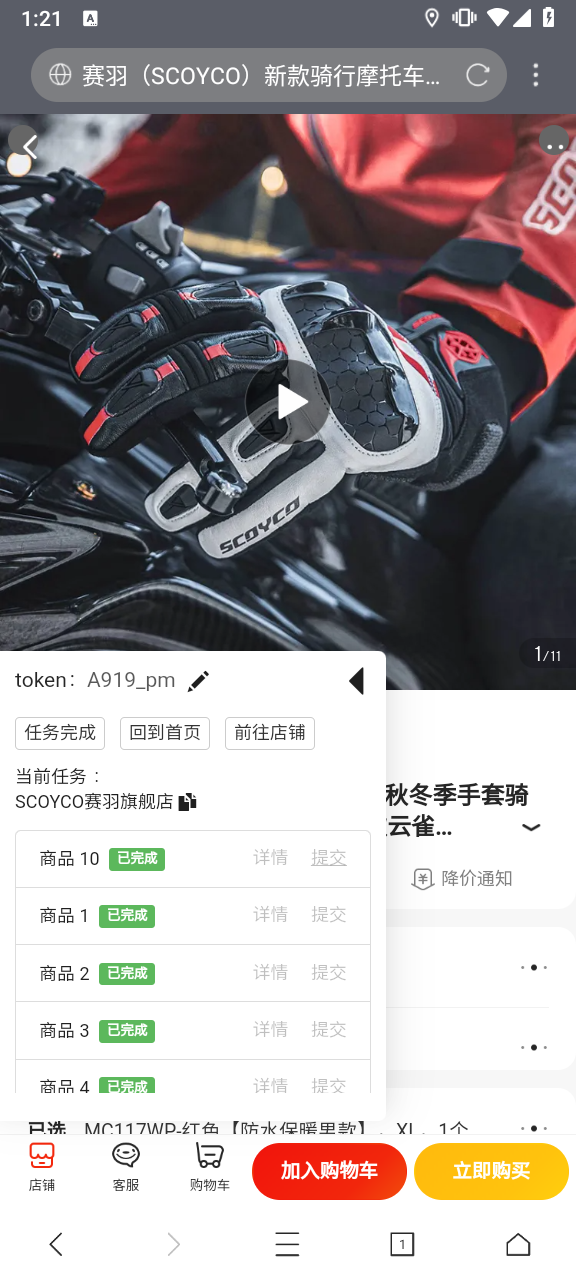 1:21
A
赛羽（SCOYCO）新款骑行摩托车...
SCOYCO
SCOYCO
1/11
token： A919_pm
任务完成 回到首页 前往店铺
当前任务：
SCOYCO赛羽旗舰店
秋冬季手套骑
云雀...
商品 10 已完成 详情 提交
降价通知
商品 1 已完成 详情 提交
商品 2 已完成 详情 提交
商品 3 已完成 详情 提交
商品 4 已完成 详情 提交
已选 MC117WP-红色【防水保暖男款】，XL，1个
店铺 客服 购物车 加入购物车 立即购买
1